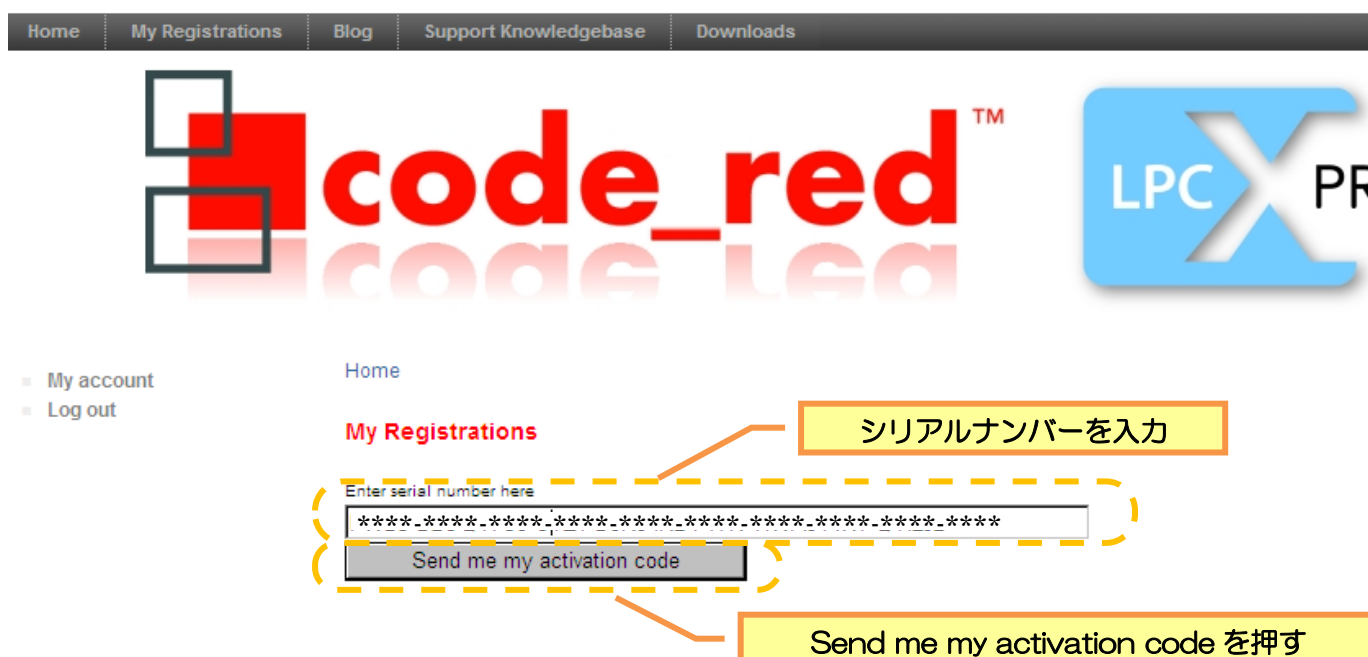 Home My Registrations Blog Support Knowledgebase Downloads
code_red™
LPC X PR
My account
Log out
Home
My Registrations
シリアルナンバーを入力
Enter serial number here
****-****-****-****-****-****-****-****-****-****
Send me my activation code
Send me my activation code を押す